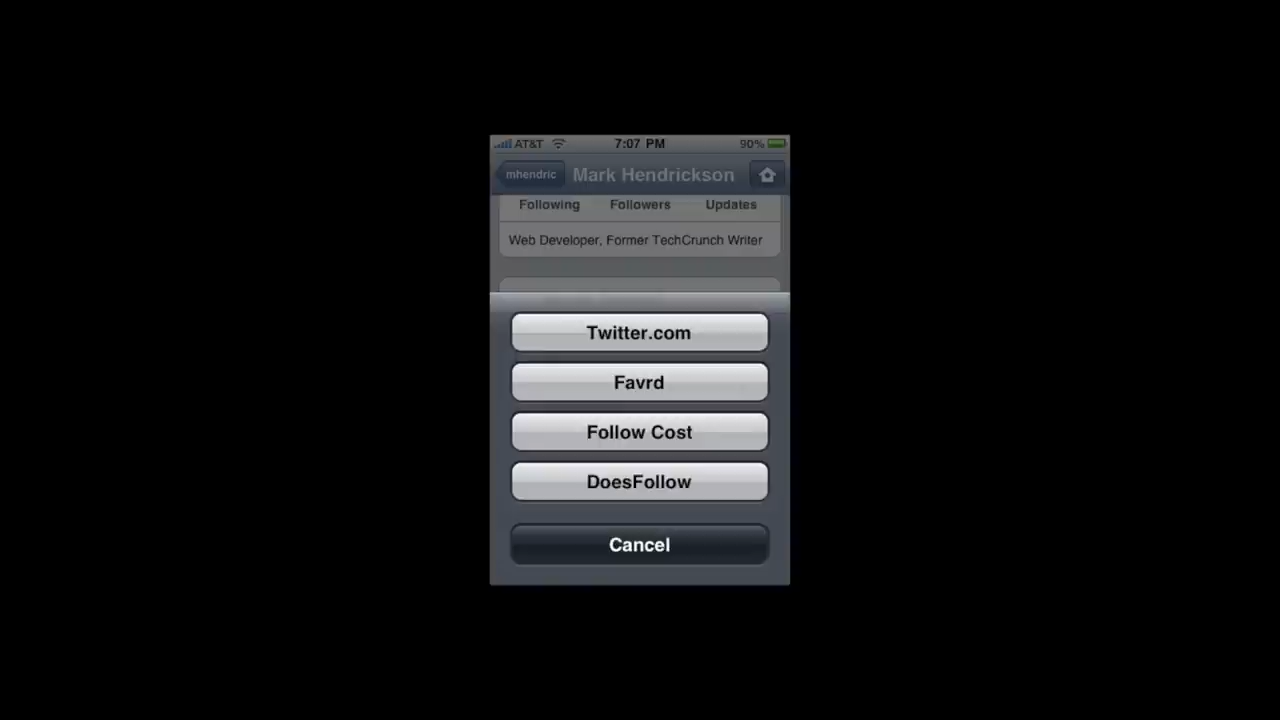 AT&T 7:07 PM 90%
mhendric Mark Hendrickson
Following Followers Updates
Web Developer, Former TechCrunch Writer
Twitter.com
Favrd
Follow Cost
DoesFollow
Cancel